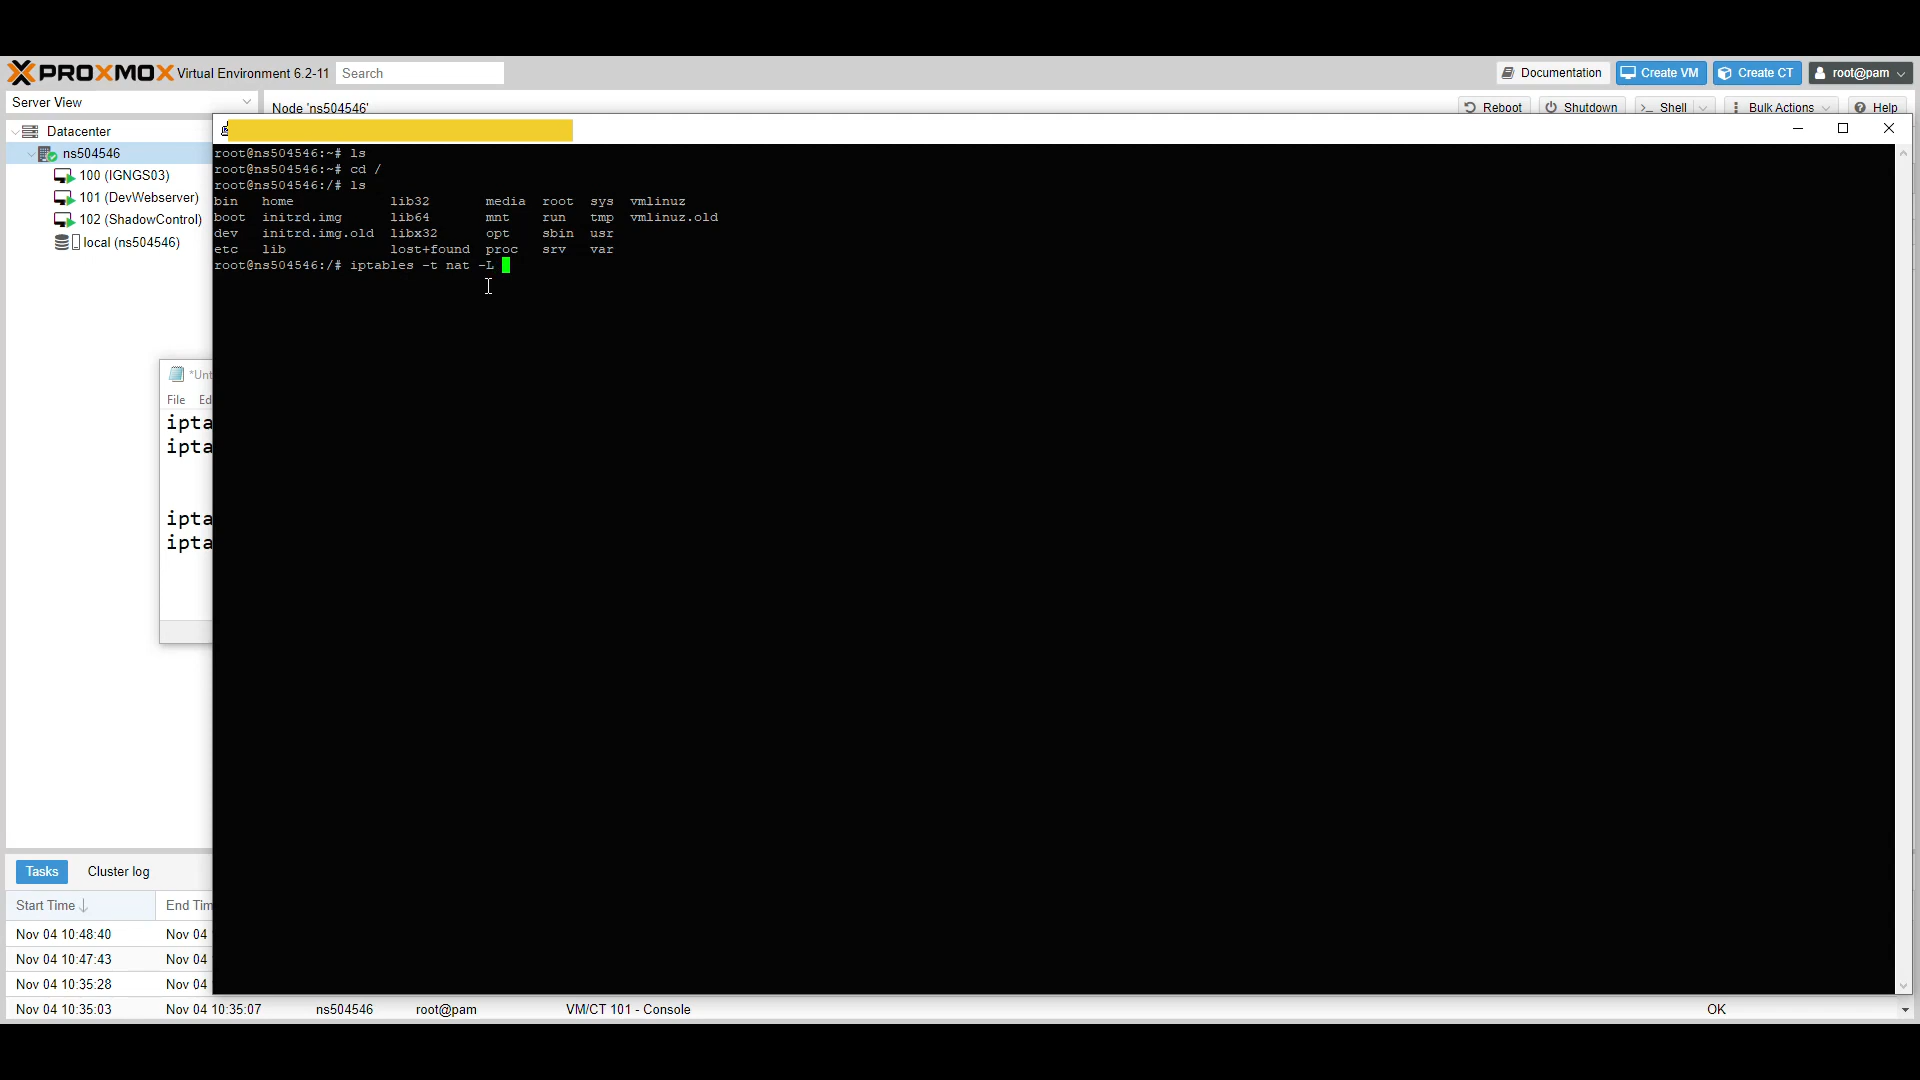 PROXMOX Virtual Environment 6.2-11 Search Documentation Create VM Create CT root@pam
Server View Node 'ns504546' Reboot Shutdown Shell Bulk Actions Help
Datacenter
ns504546
100 (IGNGS03)
101 (DevWebserver)
102 (ShadowControl)
local (ns504546)
root@ns504546:~# ls
root@ns504546:~# cd /
root@ns504546:/# ls
bin home lib32 media root sys vmlinuz
boot initrd.img lib64 mnt run tmp vmlinuz.old
dev initrd.img.old libx32 opt sbin usr
etc lib lost+found proc srv var
root@ns504546:/# iptables -t nat -L
*Unt
File Ed
ipta
ipta
ipta
ipta
Tasks Cluster log
Start Time End Tim
Nov 04 10:48:40 Nov 04
Nov 04 10:47:43 Nov 04
Nov 04 10:35:28 Nov 04
Nov 04 10:35:03 Nov 04 10:35:07 ns504546 root@pam VM/CT 101 - Console OK